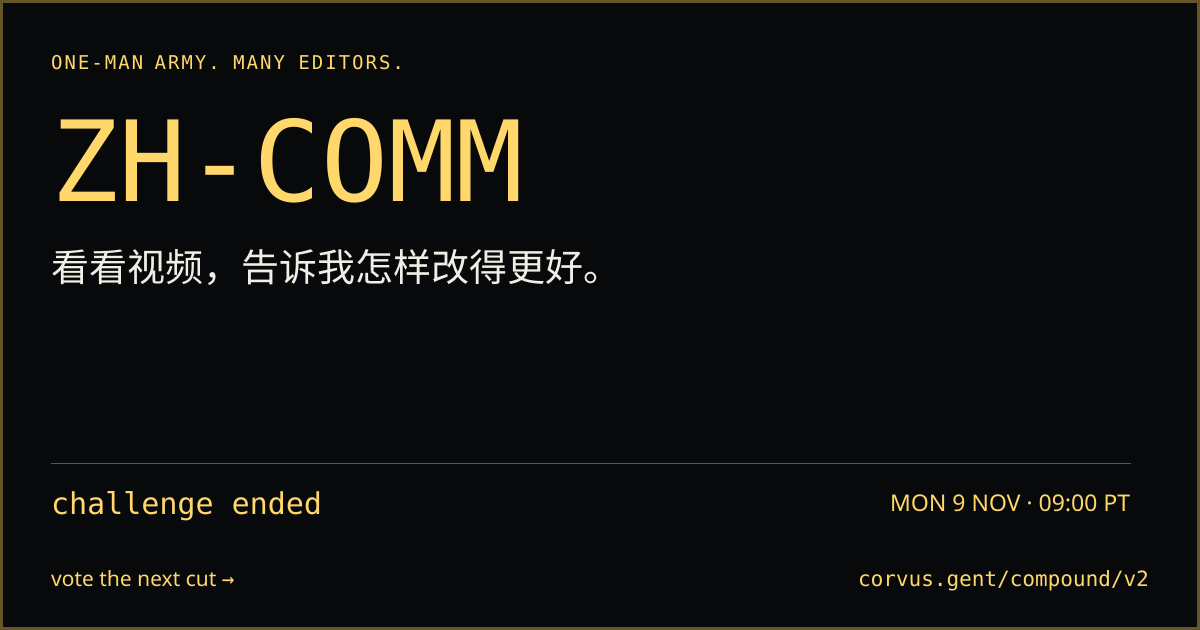 ONE-MAN ARMY. MANY EDITORS.
ZH-COMM
看看视频，告诉我怎样改得更好。
challenge ended
MON 9 NOV · 09:00 PT
vote the next cut →
corvus.gent/compound/v2